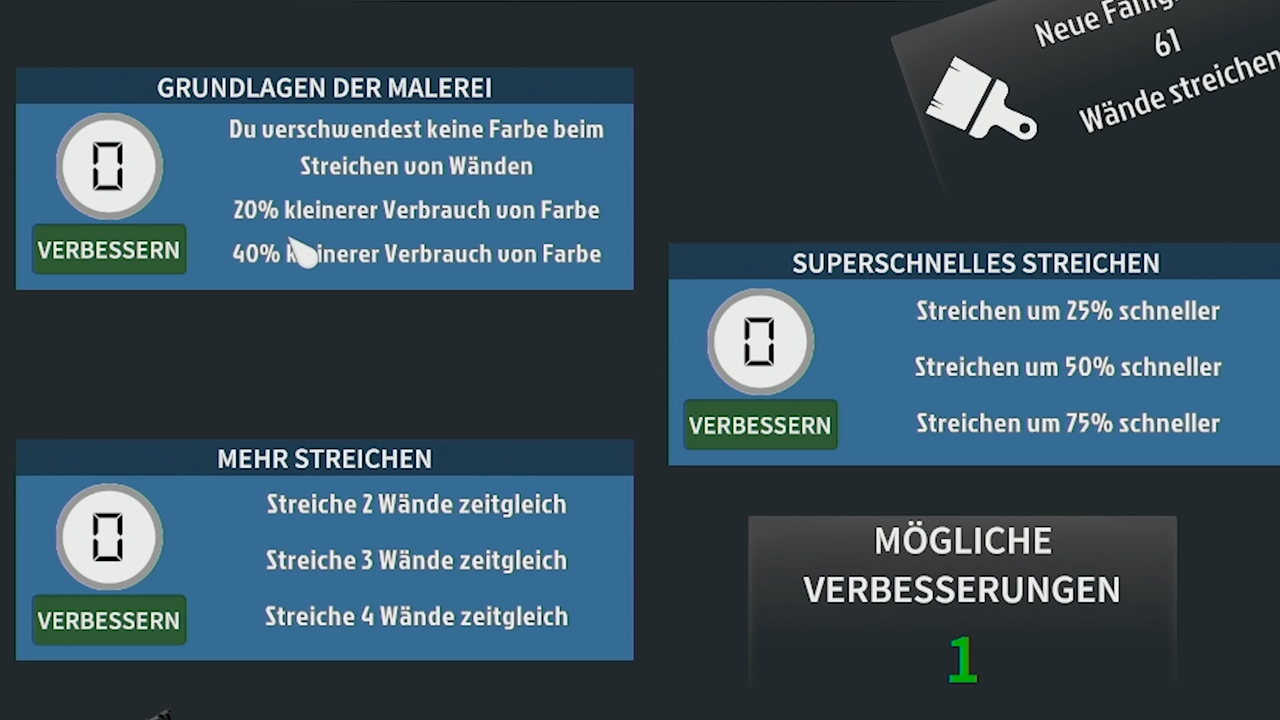 Neue
61
Wände streichen
GRUNDLAGEN DER MALEREI
0
VERBESSERN
Du verschwendest keine Farbe beim
Streichen von Wänden
20% kleinerer Verbrauch von Farbe
40% kleinerer Verbrauch von Farbe
SUPERSCHNELLES STREICHEN
0
VERBESSERN
Streichen um 25% schneller
Streichen um 50% schneller
Streichen um 75% schneller
MEHR STREICHEN
0
VERBESSERN
Streiche 2 Wände zeitgleich
Streiche 3 Wände zeitgleich
Streiche 4 Wände zeitgleich
MÖGLICHE
VERBESSERUNGEN
1